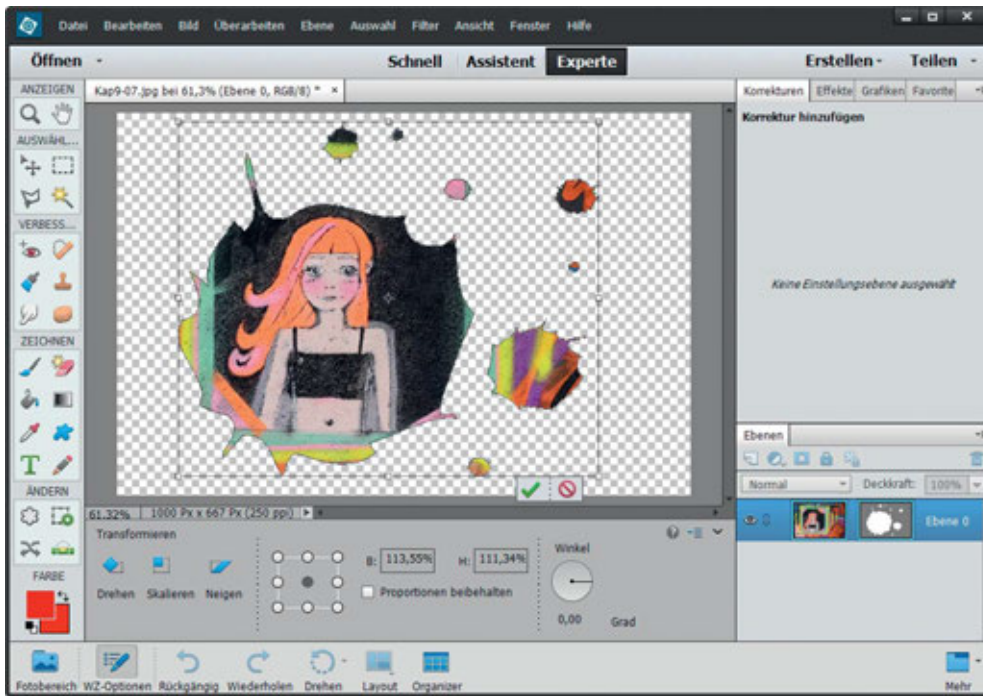 Datei Bearbeiten Bild Überarbeiten Ebene Auswahl Filter Ansicht Fenster Hilfe
Öffnen
Schnell Assistent Experte
Erstellen Teilen
ANZEIGEN
Kap9-07.jpg bei 61,3% (Ebene 0, RGB/8) * ×
Korrekturen Effekte Grafiken Favorite
Korrektur hinzufügen
AUSWÄHL...
VERBESS...
Keine Einstellungsebene ausgewählt
ZEICHNEN
Ebenen
Normal Deckkraft: 100%
Ebene 0
ÄNDERN
61,32% 1000 Px x 667 Px (250 ppi)
Transformieren
Winkel
B: 113,55% H: 111,34%
Drehen Skalieren Neigen
Proportionen beibehalten
0,00 Grad
FARBE
Fotobereich WZ-Optionen Rückgängig Wiederholen Drehen Layout Organizer
Mehr